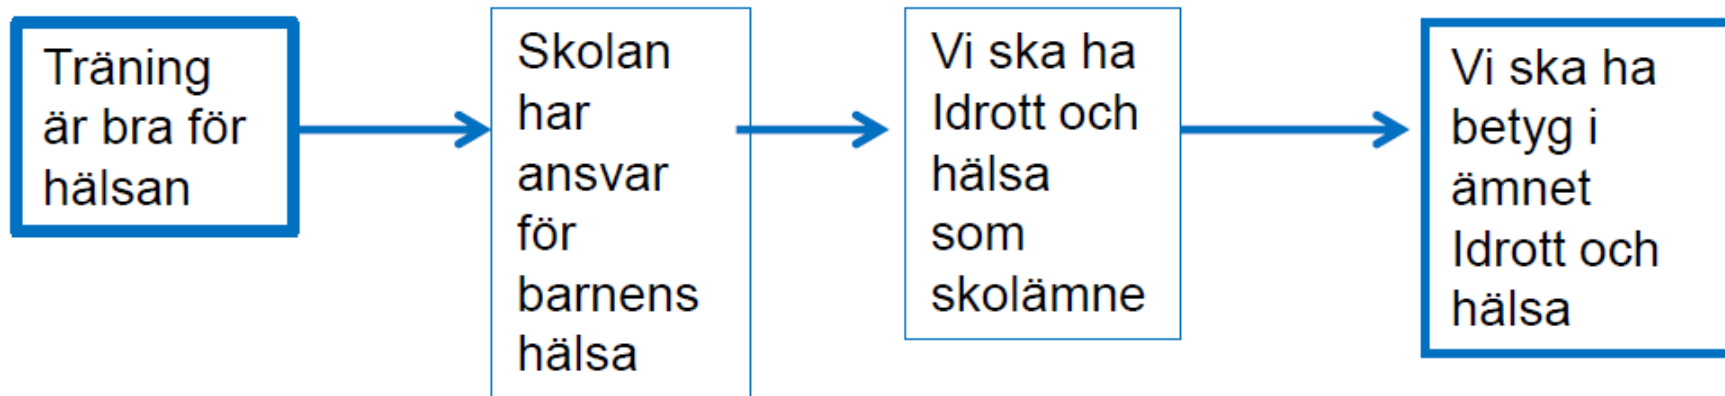 Träning
är bra för
hälsan
Skolan
har
ansvar
för
barnens
hälsa
Vi ska ha
Idrott och
hälsa
som
skolämne
Vi ska ha
betyg i
ämnet
Idrott och
hälsa